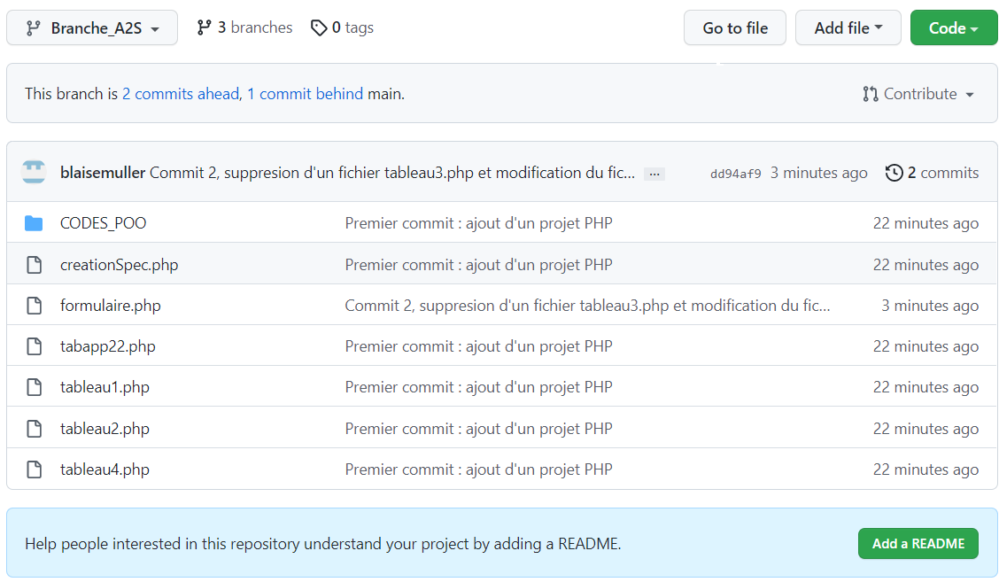 Branche_A2S 3 branches 0 tags Go to file Add file Code
This branch is 2 commits ahead, 1 commit behind main. Contribute
blaisemuller Commit 2, suppresion d'un fichier tableau3.php et modification du fic... ... dd94af9 3 minutes ago 2 commits
CODES_POO Premier commit : ajout d'un projet PHP 22 minutes ago
creationSpec.php Premier commit : ajout d'un projet PHP 22 minutes ago
formulaire.php Commit 2, suppresion d'un fichier tableau3.php et modification du fic... 3 minutes ago
tabapp22.php Premier commit : ajout d'un projet PHP 22 minutes ago
tableau1.php Premier commit : ajout d'un projet PHP 22 minutes ago
tableau2.php Premier commit : ajout d'un projet PHP 22 minutes ago
tableau4.php Premier commit : ajout d'un projet PHP 22 minutes ago
Help people interested in this repository understand your project by adding a README. Add a README